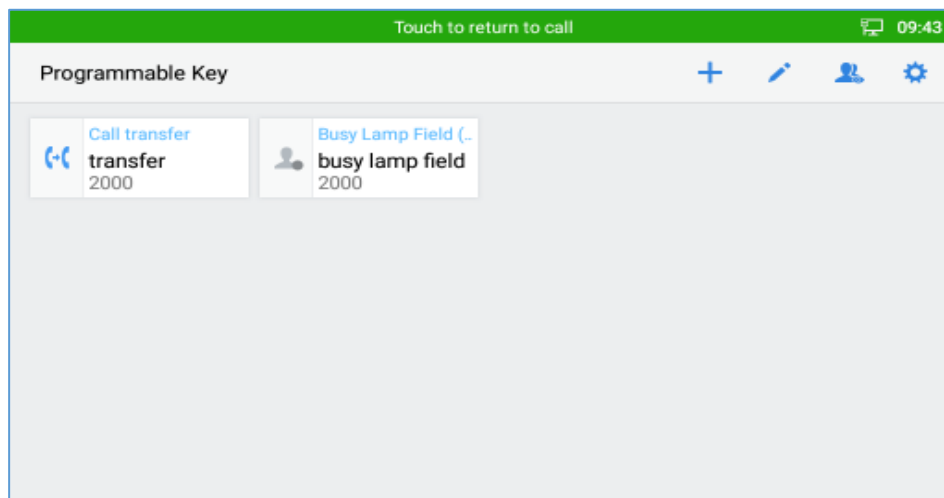 Touch to return to call 09:43
Programmable Key
Call transfer
transfer
2000
Busy Lamp Field (..
busy lamp field
2000